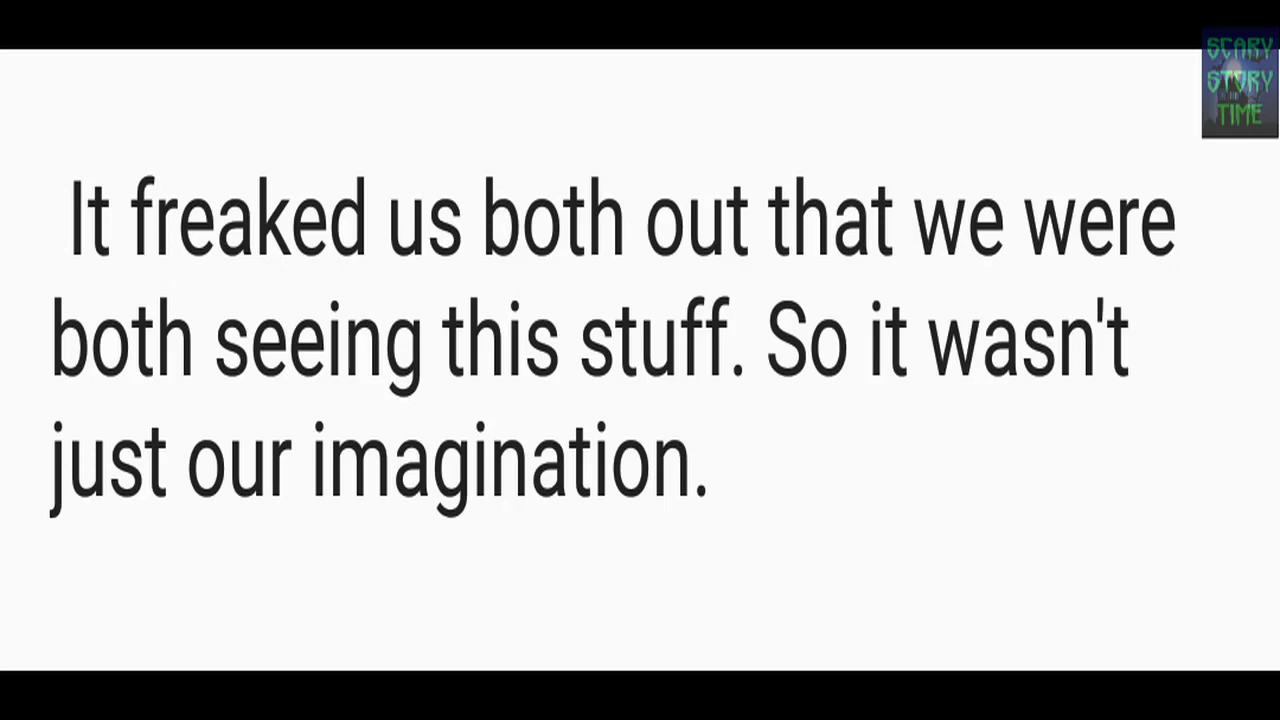 SCARY
STORY
TIME
It freaked us both out that we were
both seeing this stuff. So it wasn't
just our imagination.